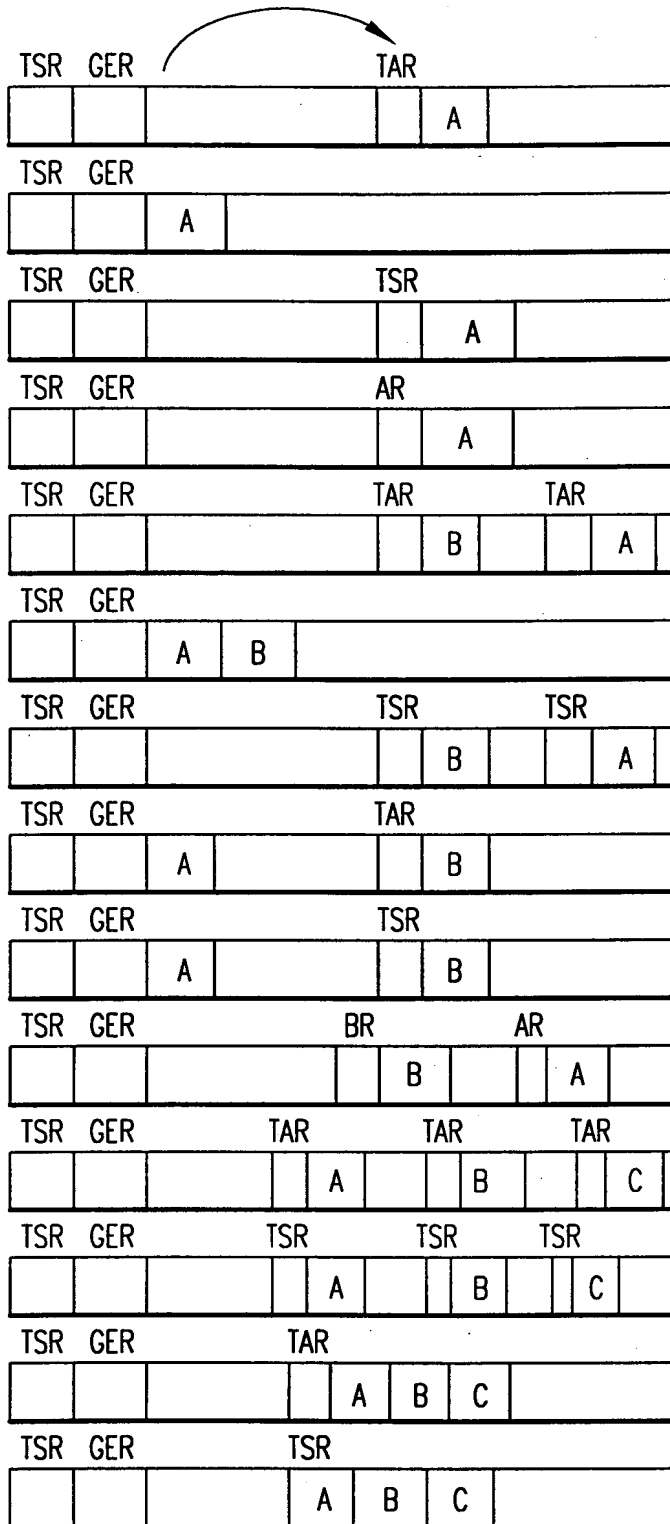 TSR GER TAR
A
TSR GER
A
TSR GER TSR
A
TSR GER AR
A
TSR GER TAR TAR
B A
TSR GER
A B
TSR GER TSR TSR
B A
TSR GER TAR
A B
TSR GER TSR
A B
TSR GER BR AR
B A
TSR GER TAR TAR TAR
A B C
TSR GER TSR TSR TSR
A B C
TSR GER TAR
A B C
TSR GER TSR
A B C